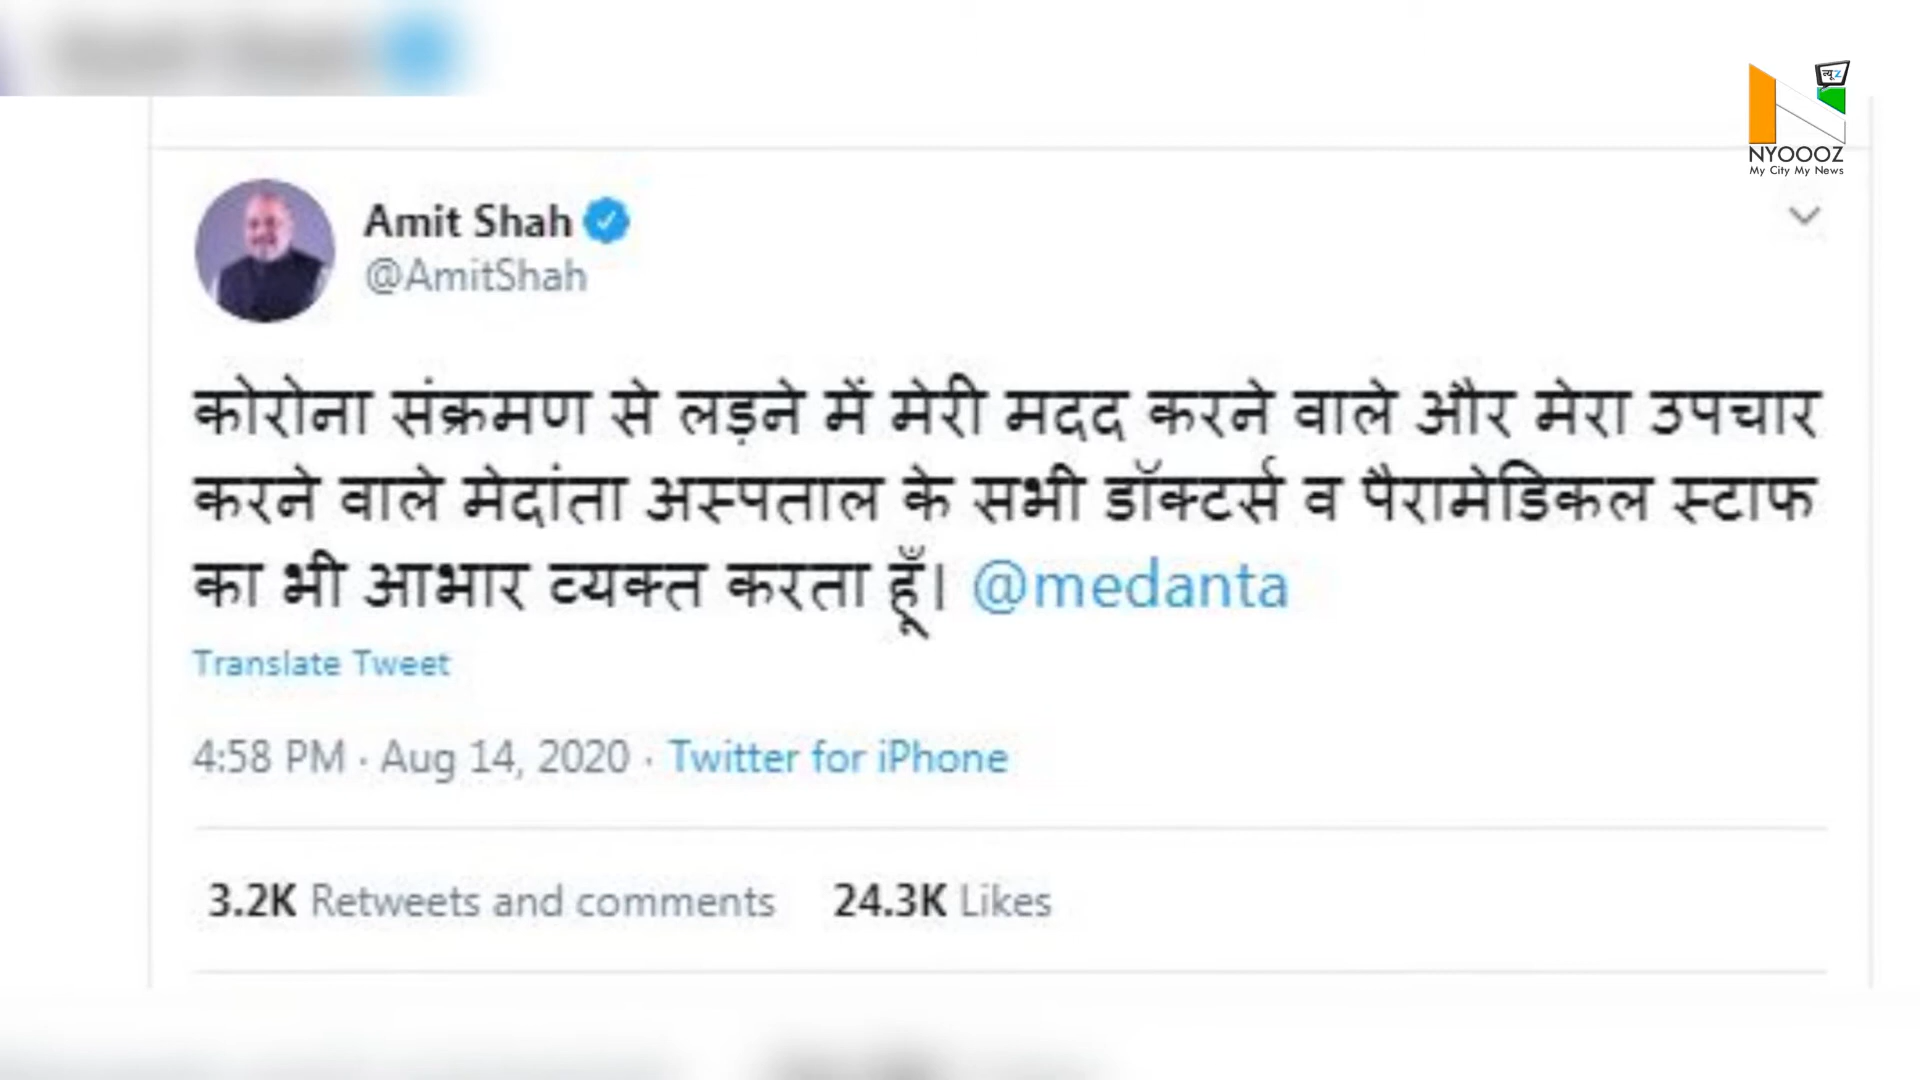 न्यूz
NYOOOZ
My City My News
Amit Shah
@AmitShah
कोरोना संक्रमण से लड़ने में मेरी मदद करने वाले और मेरा उपचार
करने वाले मेदांता अस्पताल के सभी डॉक्टर्स व पैरामेडिकल स्टाफ
का भी आभार व्यक्त करता हूँ। @medanta
Translate Tweet
4:58 PM · Aug 14, 2020 · Twitter for iPhone
3.2K Retweets and comments 24.3K Likes